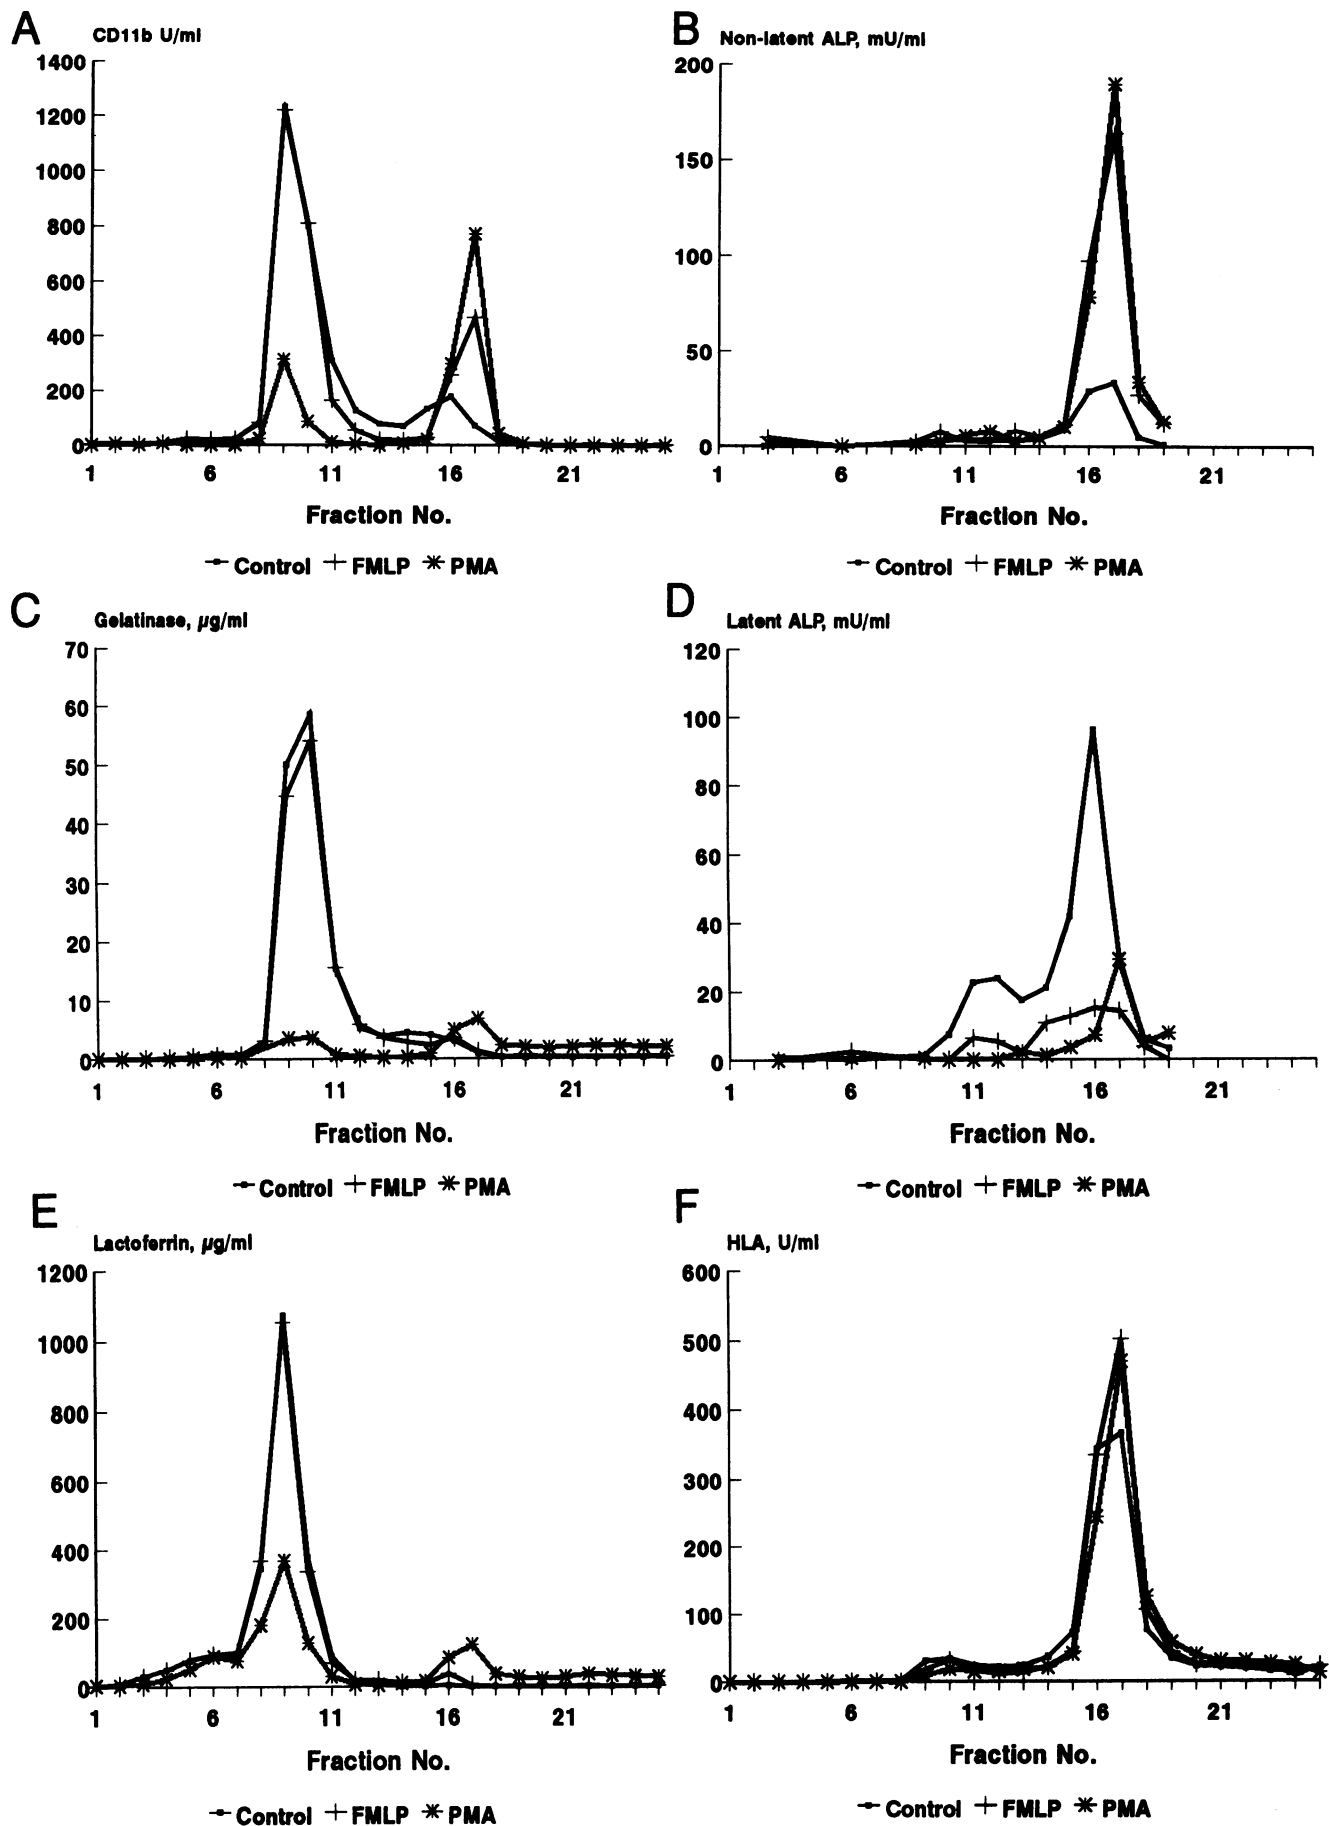 A
CD11b U/ml
1400
1200
1000
800
600
400
200
0
1 6 11 16 21
Fraction No.
Control FMLP PMA
B
Non-latent ALP, mU/ml
200
150
100
50
0
1 11 16 21
6
Fraction No.
Control FMLP PMA
C
Gelatinase, µg/ml
70
60
50
40
30
20
10
0
1 6 11 16 21
Fraction No.
Control FMLP PMA
D
Latent ALP, mU/ml
120
100
80
60
40
20
0
1 6 11 16 21
Fraction No.
Control FMLP PMA
E
Lactoferrin, µg/ml
1200
1000
800
600
400
200
0
1 6 11 16 21
Fraction No.
Control FMLP PMA
F
HLA, U/ml
600
500
400
300
200
100
0
1 6 11 16 21
Fraction No.
Control FMLP PMA